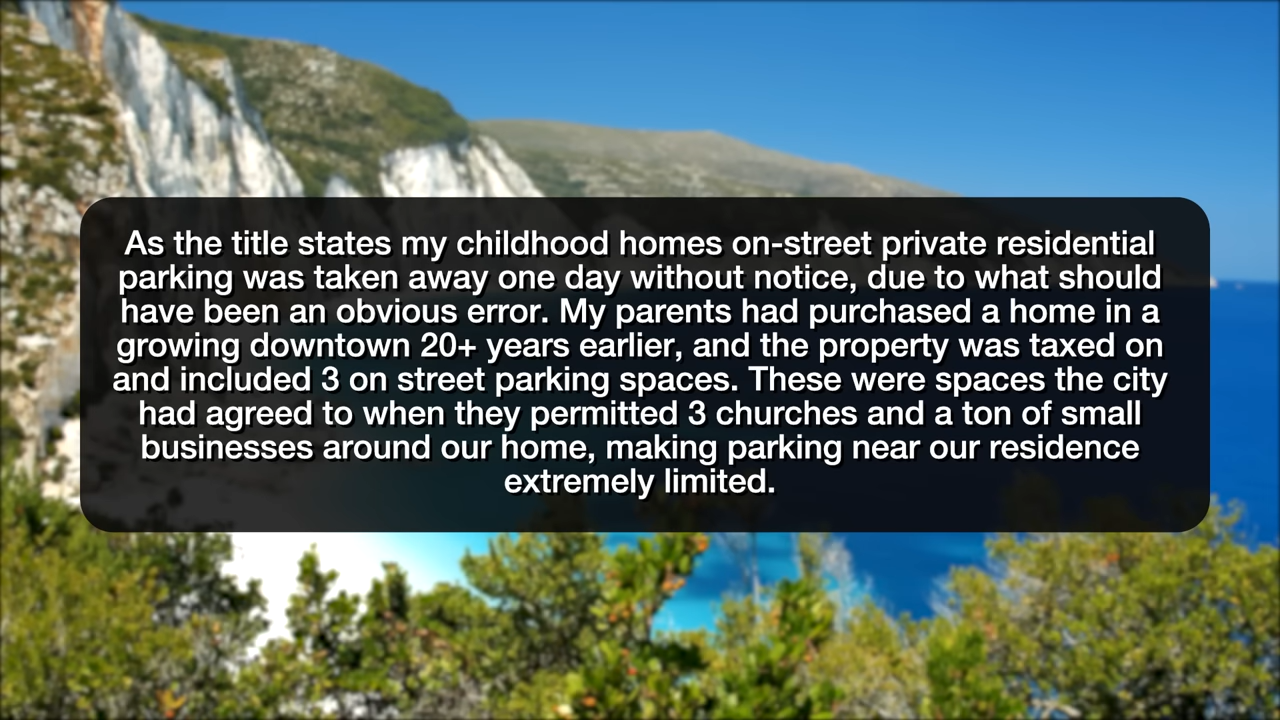 As the title states my childhood homes on-street private residential
parking was taken away one day without notice, due to what should
have been an obvious error. My parents had purchased a home in a
growing downtown 20+ years earlier, and the property was taxed on
and included 3 on street parking spaces. These were spaces the city
had agreed to when they permitted 3 churches and a ton of small
businesses around our home, making parking near our residence
extremely limited.